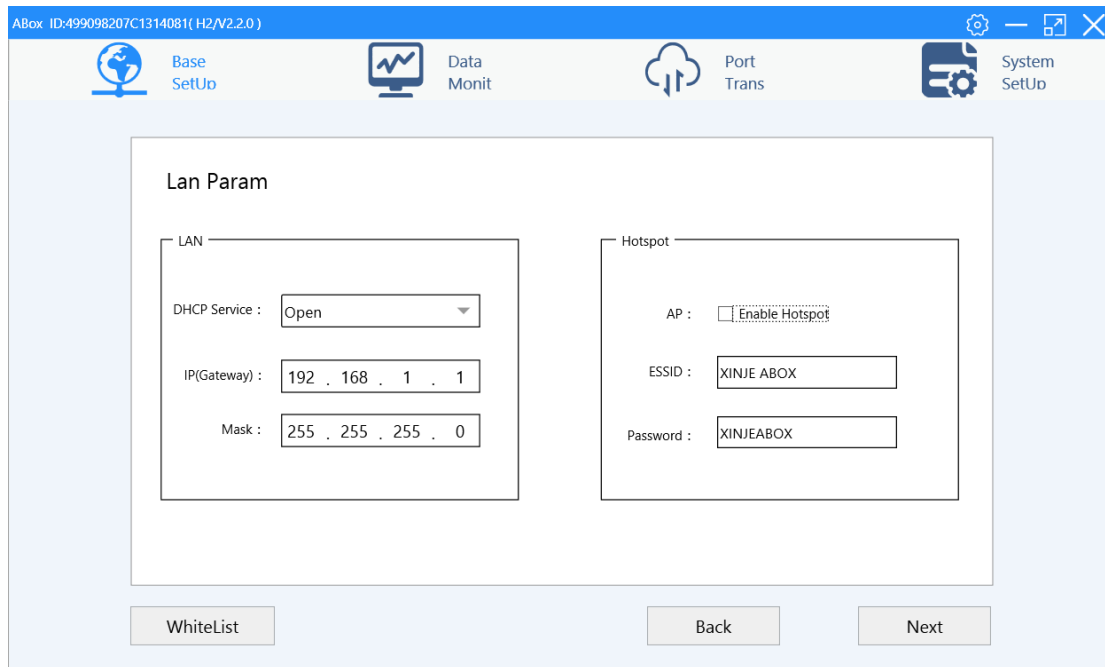 ABox ID:499098207C1314081( H2/V2.2.0 )
Base
SetUp
Data
Monit
Port
Trans
System
SetUp
Lan Param
LAN
DHCP Service :
Open
IP(Gateway) :
192 . 168 . 1 . 1
Mask :
255 . 255 . 255 . 0
Hotspot
AP :
Enable Hotspot
ESSID :
XINJE ABOX
Password :
XINJEABOX
WhiteList
Back
Next